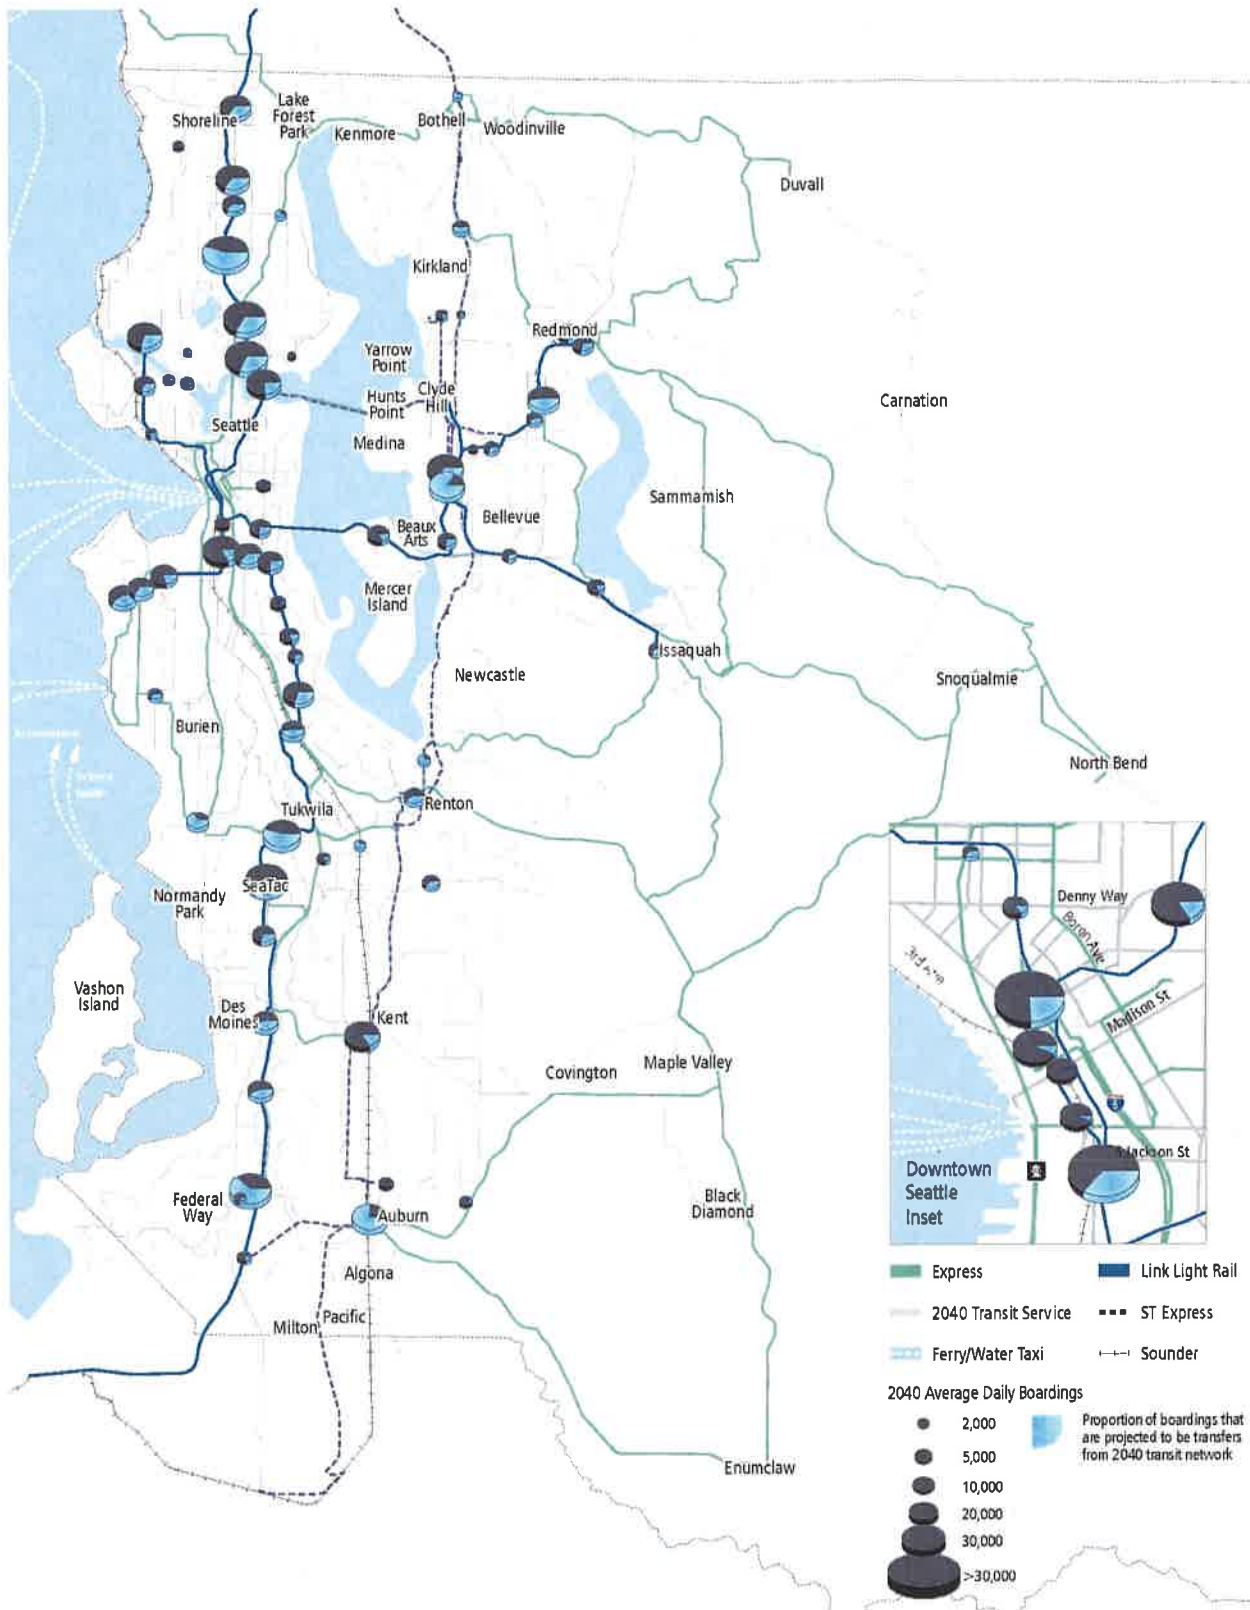 Shoreline
Lake
Forest
Park
Kenmore
Bothell
Woodinville
Duvall
Kirkland
Redmond
Yarrow
Point
Hunts
Point
Clyde
Hill
Medina
Seattle
Carnation
Sammamish
Beaux
Arts
Bellevue
Mercer
Island
Issaquah
Newcastle
Snoqualmie
Burien
North Bend
Renton
Tukwila
SeaTac
Normandy
Park
Vashon
Island
Des
Moines
Kent
Covington
Maple Valley
Federal
Way
Auburn
Black
Diamond
Algona
Pacific
Milton
Enumclaw
Denny Way
Boren Ave
3rd Ave
Madison St
S Jackson St
Downtown
Seattle
Inset
Express
Link Light Rail
2040 Transit Service
ST Express
Ferry/Water Taxi
Sounder
2040 Average Daily Boardings
2,000
5,000
10,000
20,000
30,000
>30,000
Proportion of boardings that
are projected to be transfers
from 2040 transit network